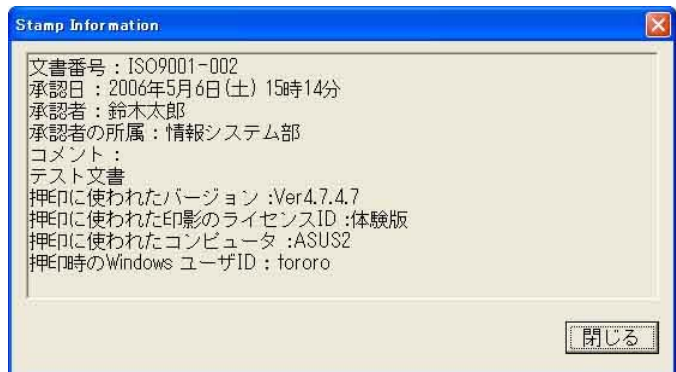 Stamp Information
文書番号：ISO9001-002
承認日：2006年5月6日(土) 15時14分
承認者：鈴木太郎
承認者の所属：情報システム部
コメント：
テスト文書
押印に使われたバージョン :Ver4.7.4.7
押印に使われた印影のライセンスID :体験版
押印に使われたコンピュータ :ASUS2
押印時のWindows ユーザID：tororo
閉じる